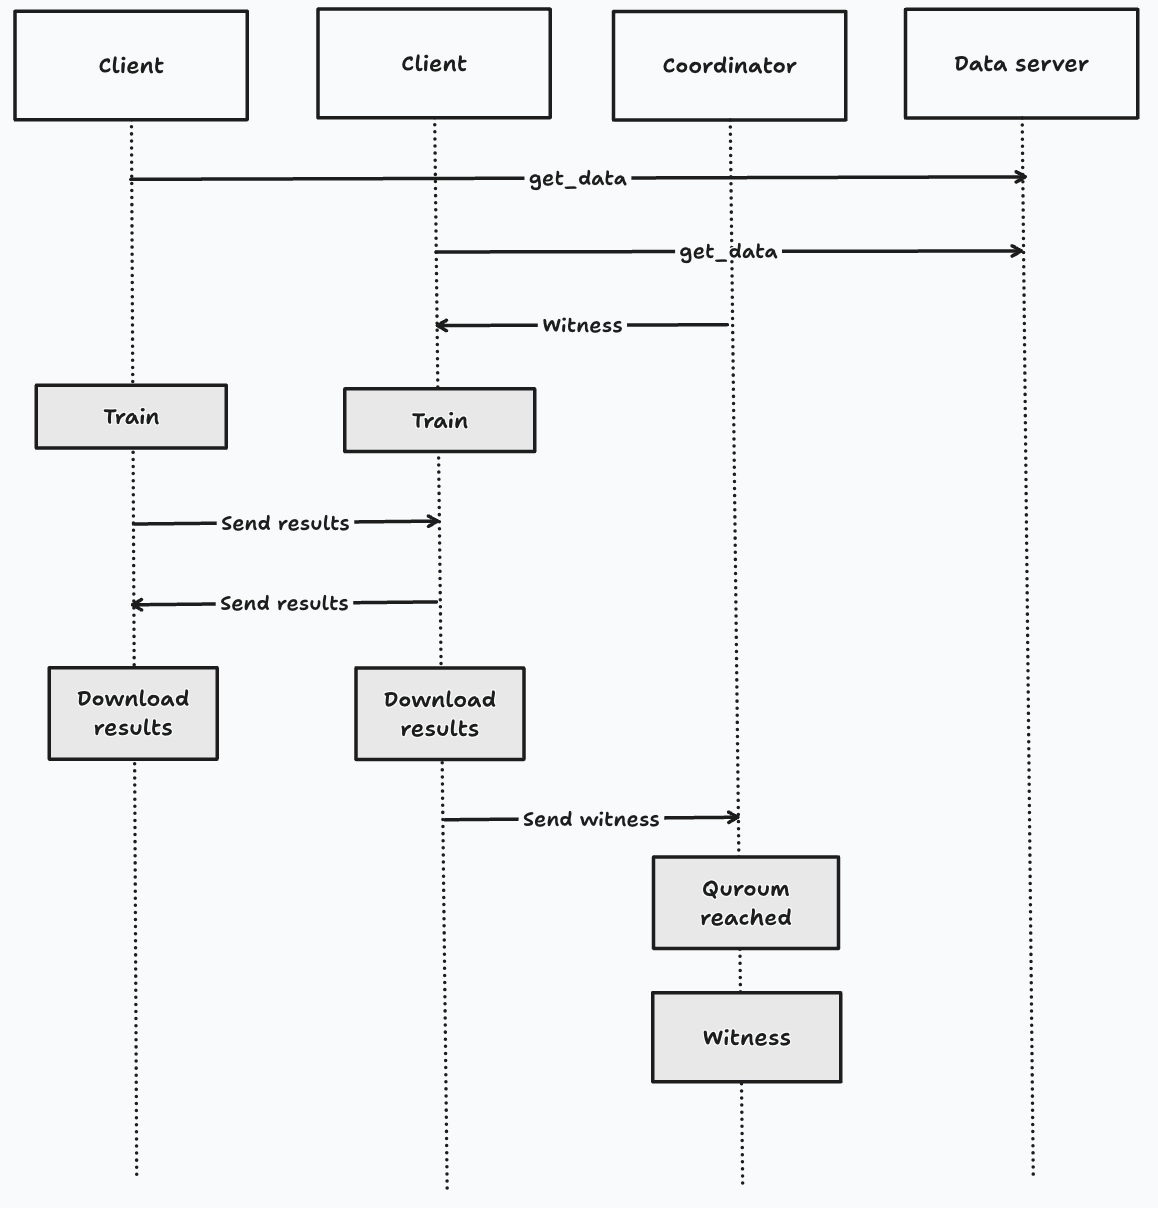 Client
Client
Coordinator
Data server
get_data
get_data
Witness
Train
Train
Send results
Send results
Download
results
Download
results
Send witness
Quroum
reached
Witness